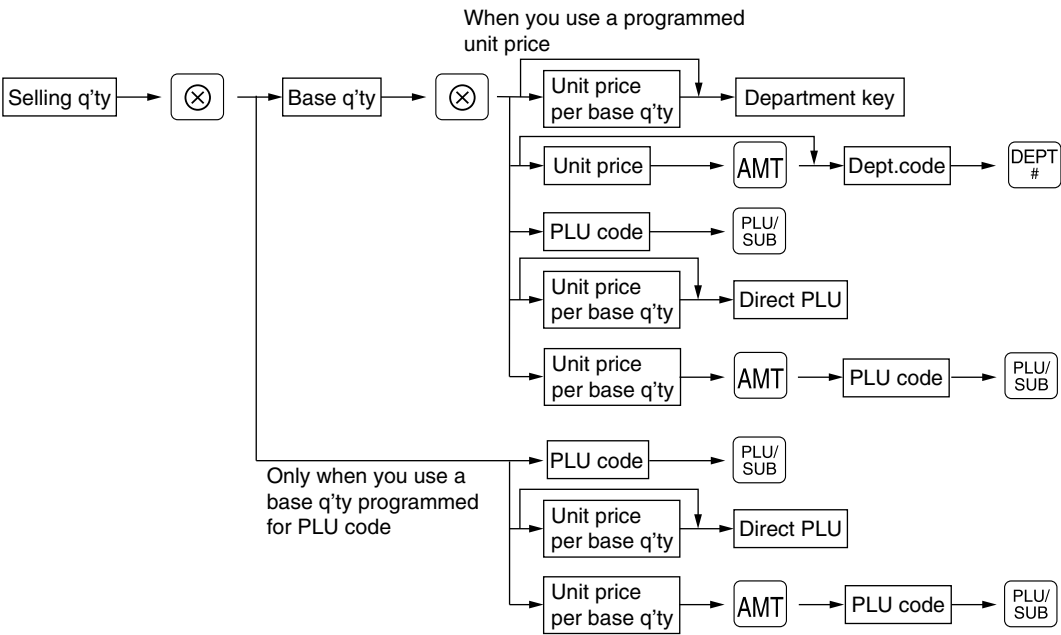 When you use a programmed
unit price
Selling q'ty
⊗
Base q'ty
⊗
Unit price
per base q'ty
Department key
Unit price
AMT
Dept.code
DEPT
#
PLU code
PLU/
SUB
Unit price
per base q'ty
Direct PLU
Unit price
per base q'ty
AMT
PLU code
PLU/
SUB
Only when you use a
base q'ty programmed
for PLU code
PLU code
PLU/
SUB
Unit price
per base q'ty
Direct PLU
Unit price
per base q'ty
AMT
PLU code
PLU/
SUB